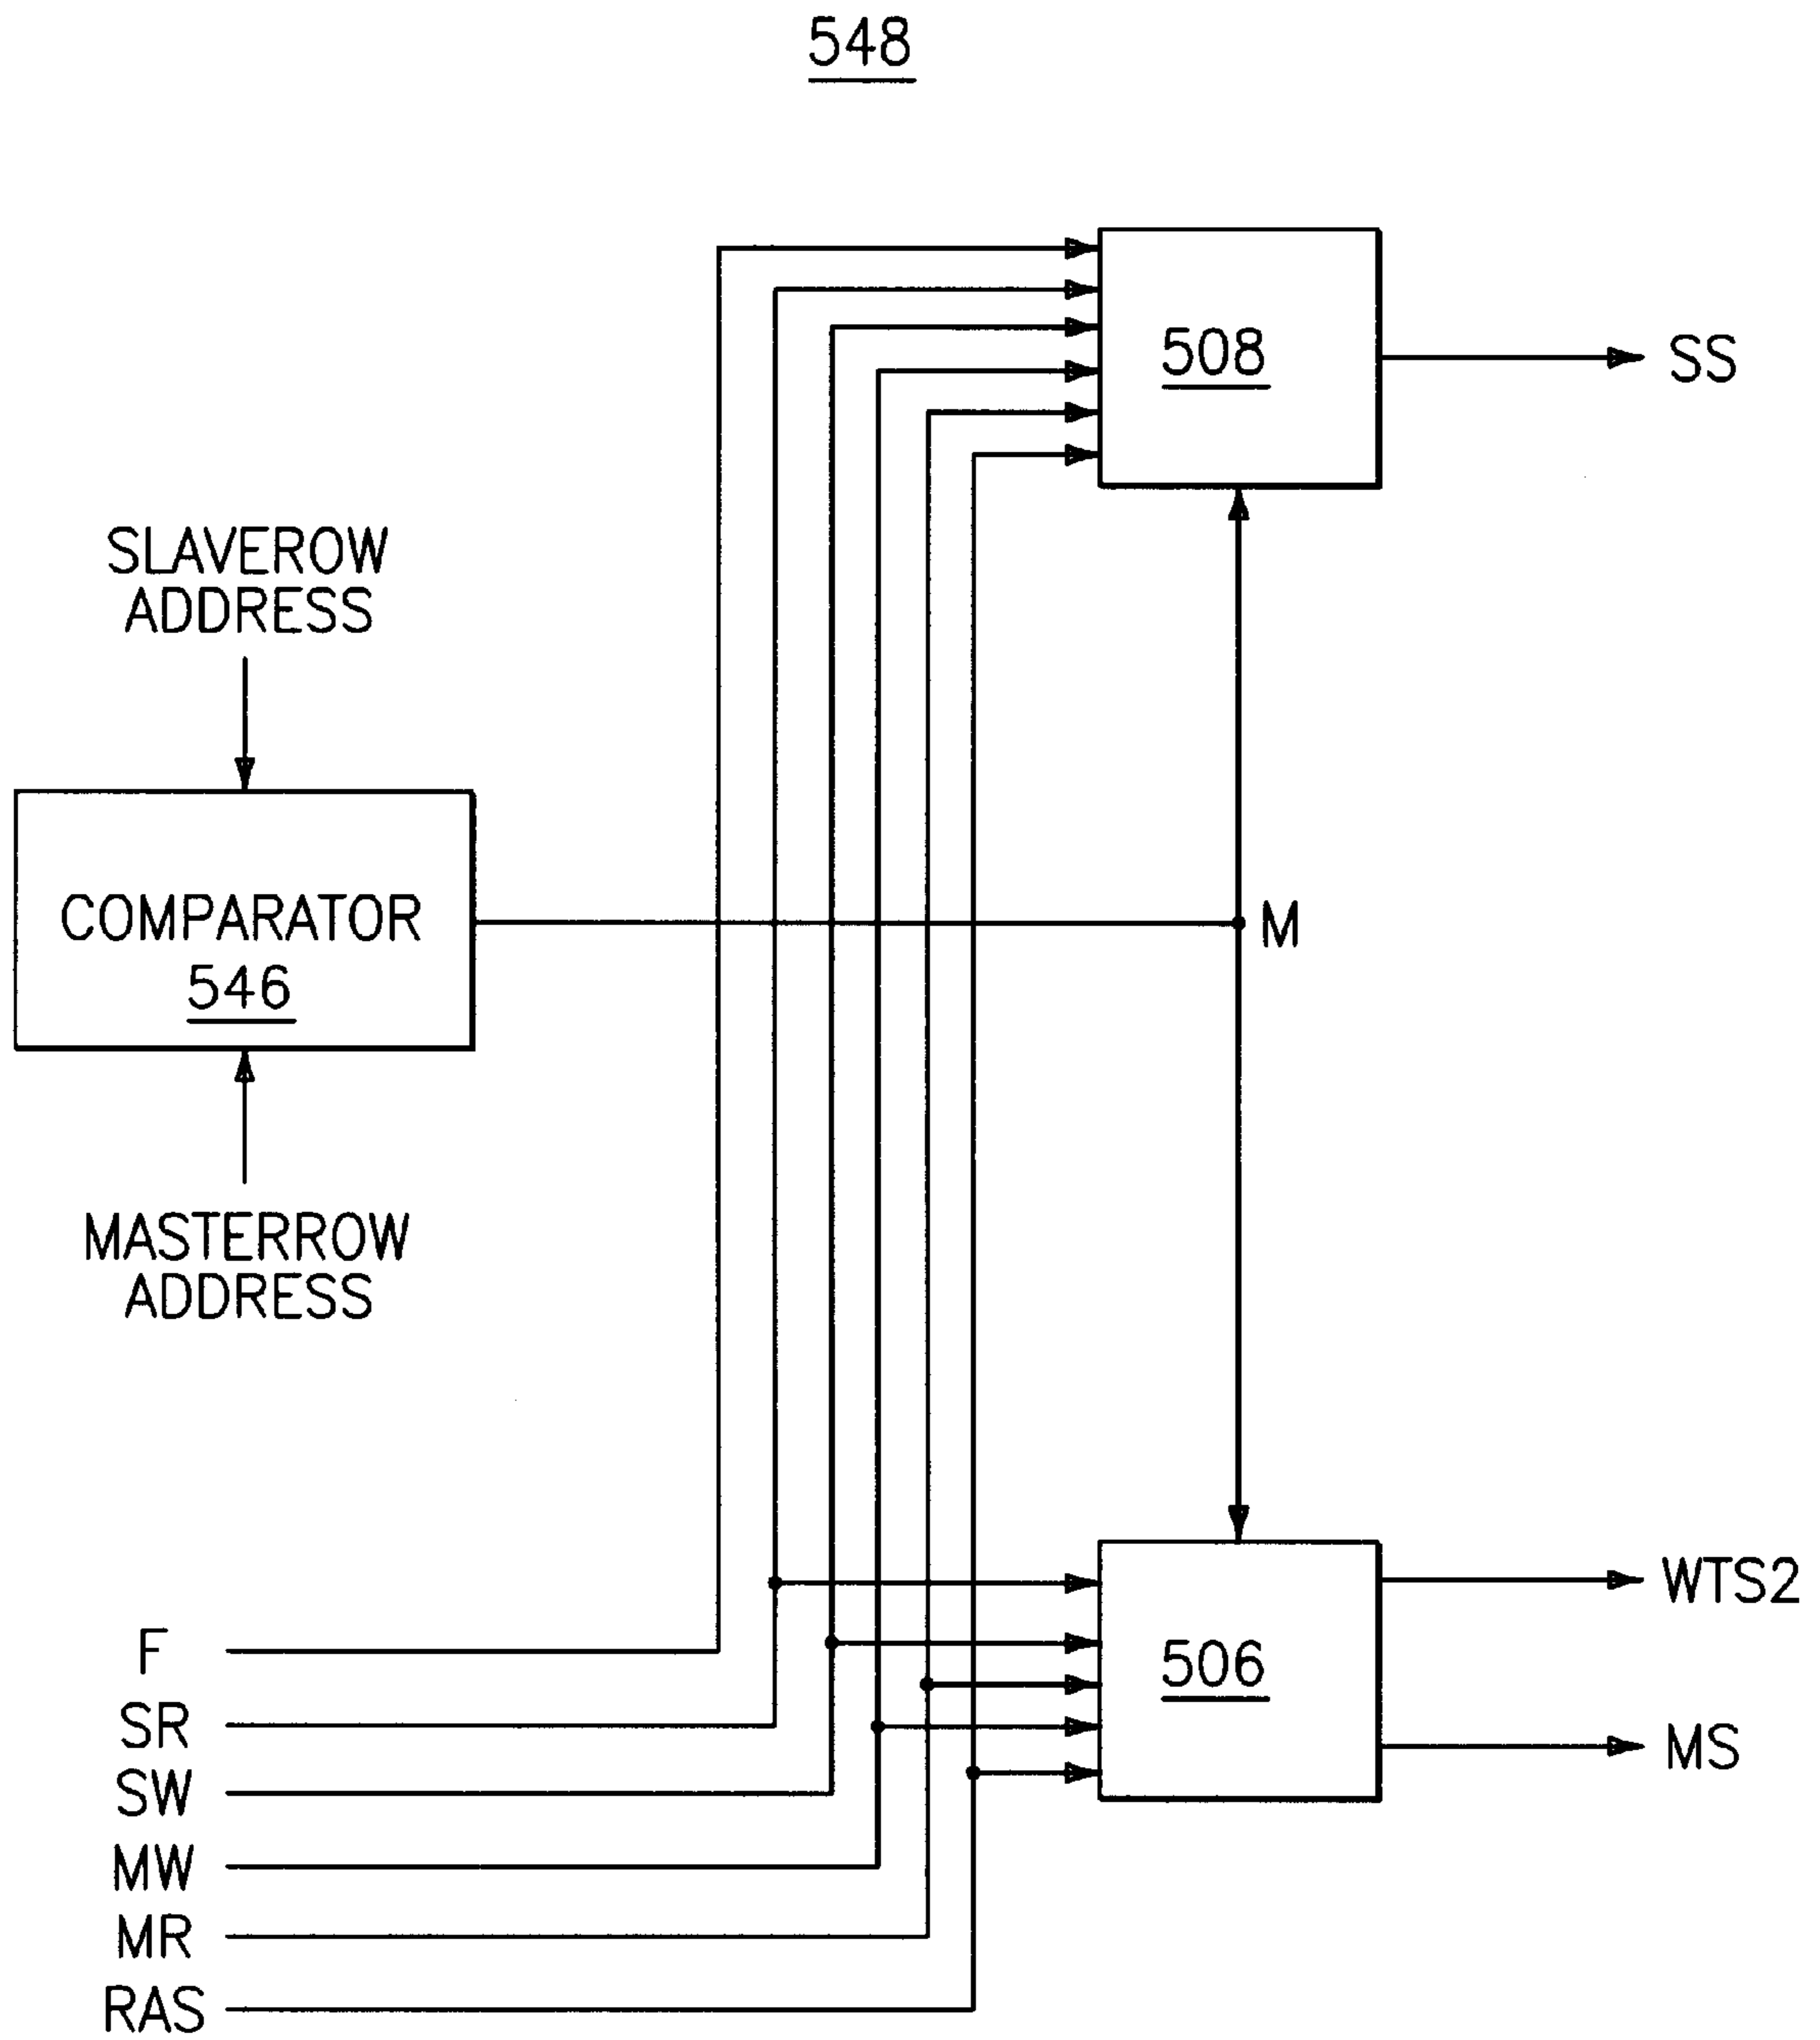 548
508
SS
SLAVEROW
ADDRESS
COMPARATOR
546
M
MASTERROW
ADDRESS
WTS2
506
MS
F
SR
SW
MW
MR
RAS